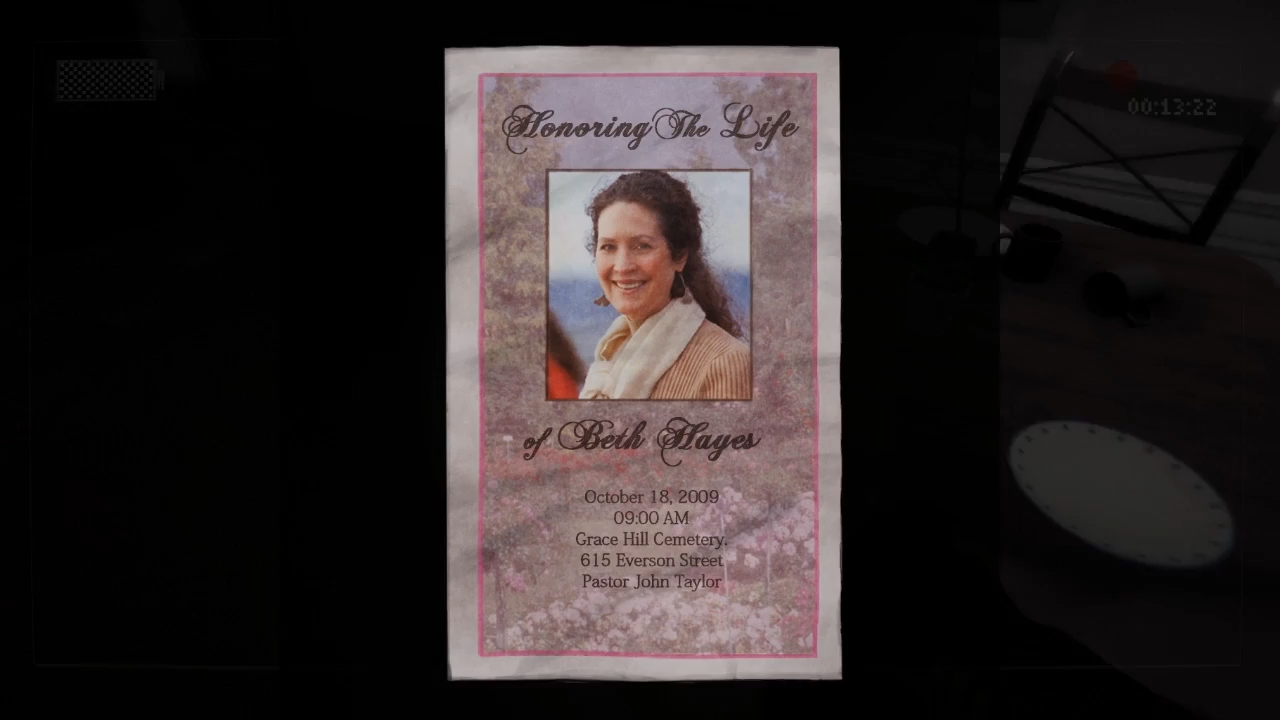 00:13:22
Honoring The Life
of Beth Hayes
October 18, 2009
09:00 AM
Grace Hill Cemetery.
615 Everson Street
Pastor John Taylor